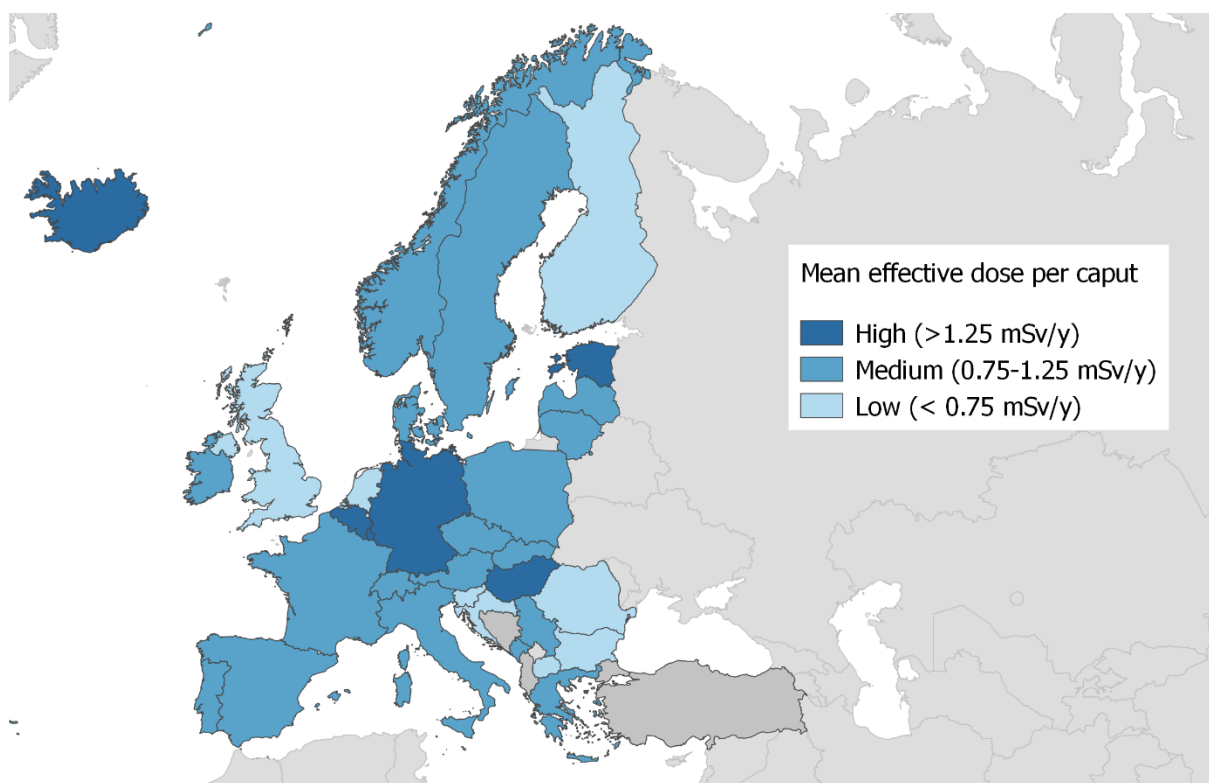 Mean effective dose per caput
High (>1.25 mSv/y)
Medium (0.75-1.25 mSv/y)
Low (< 0.75 mSv/y)